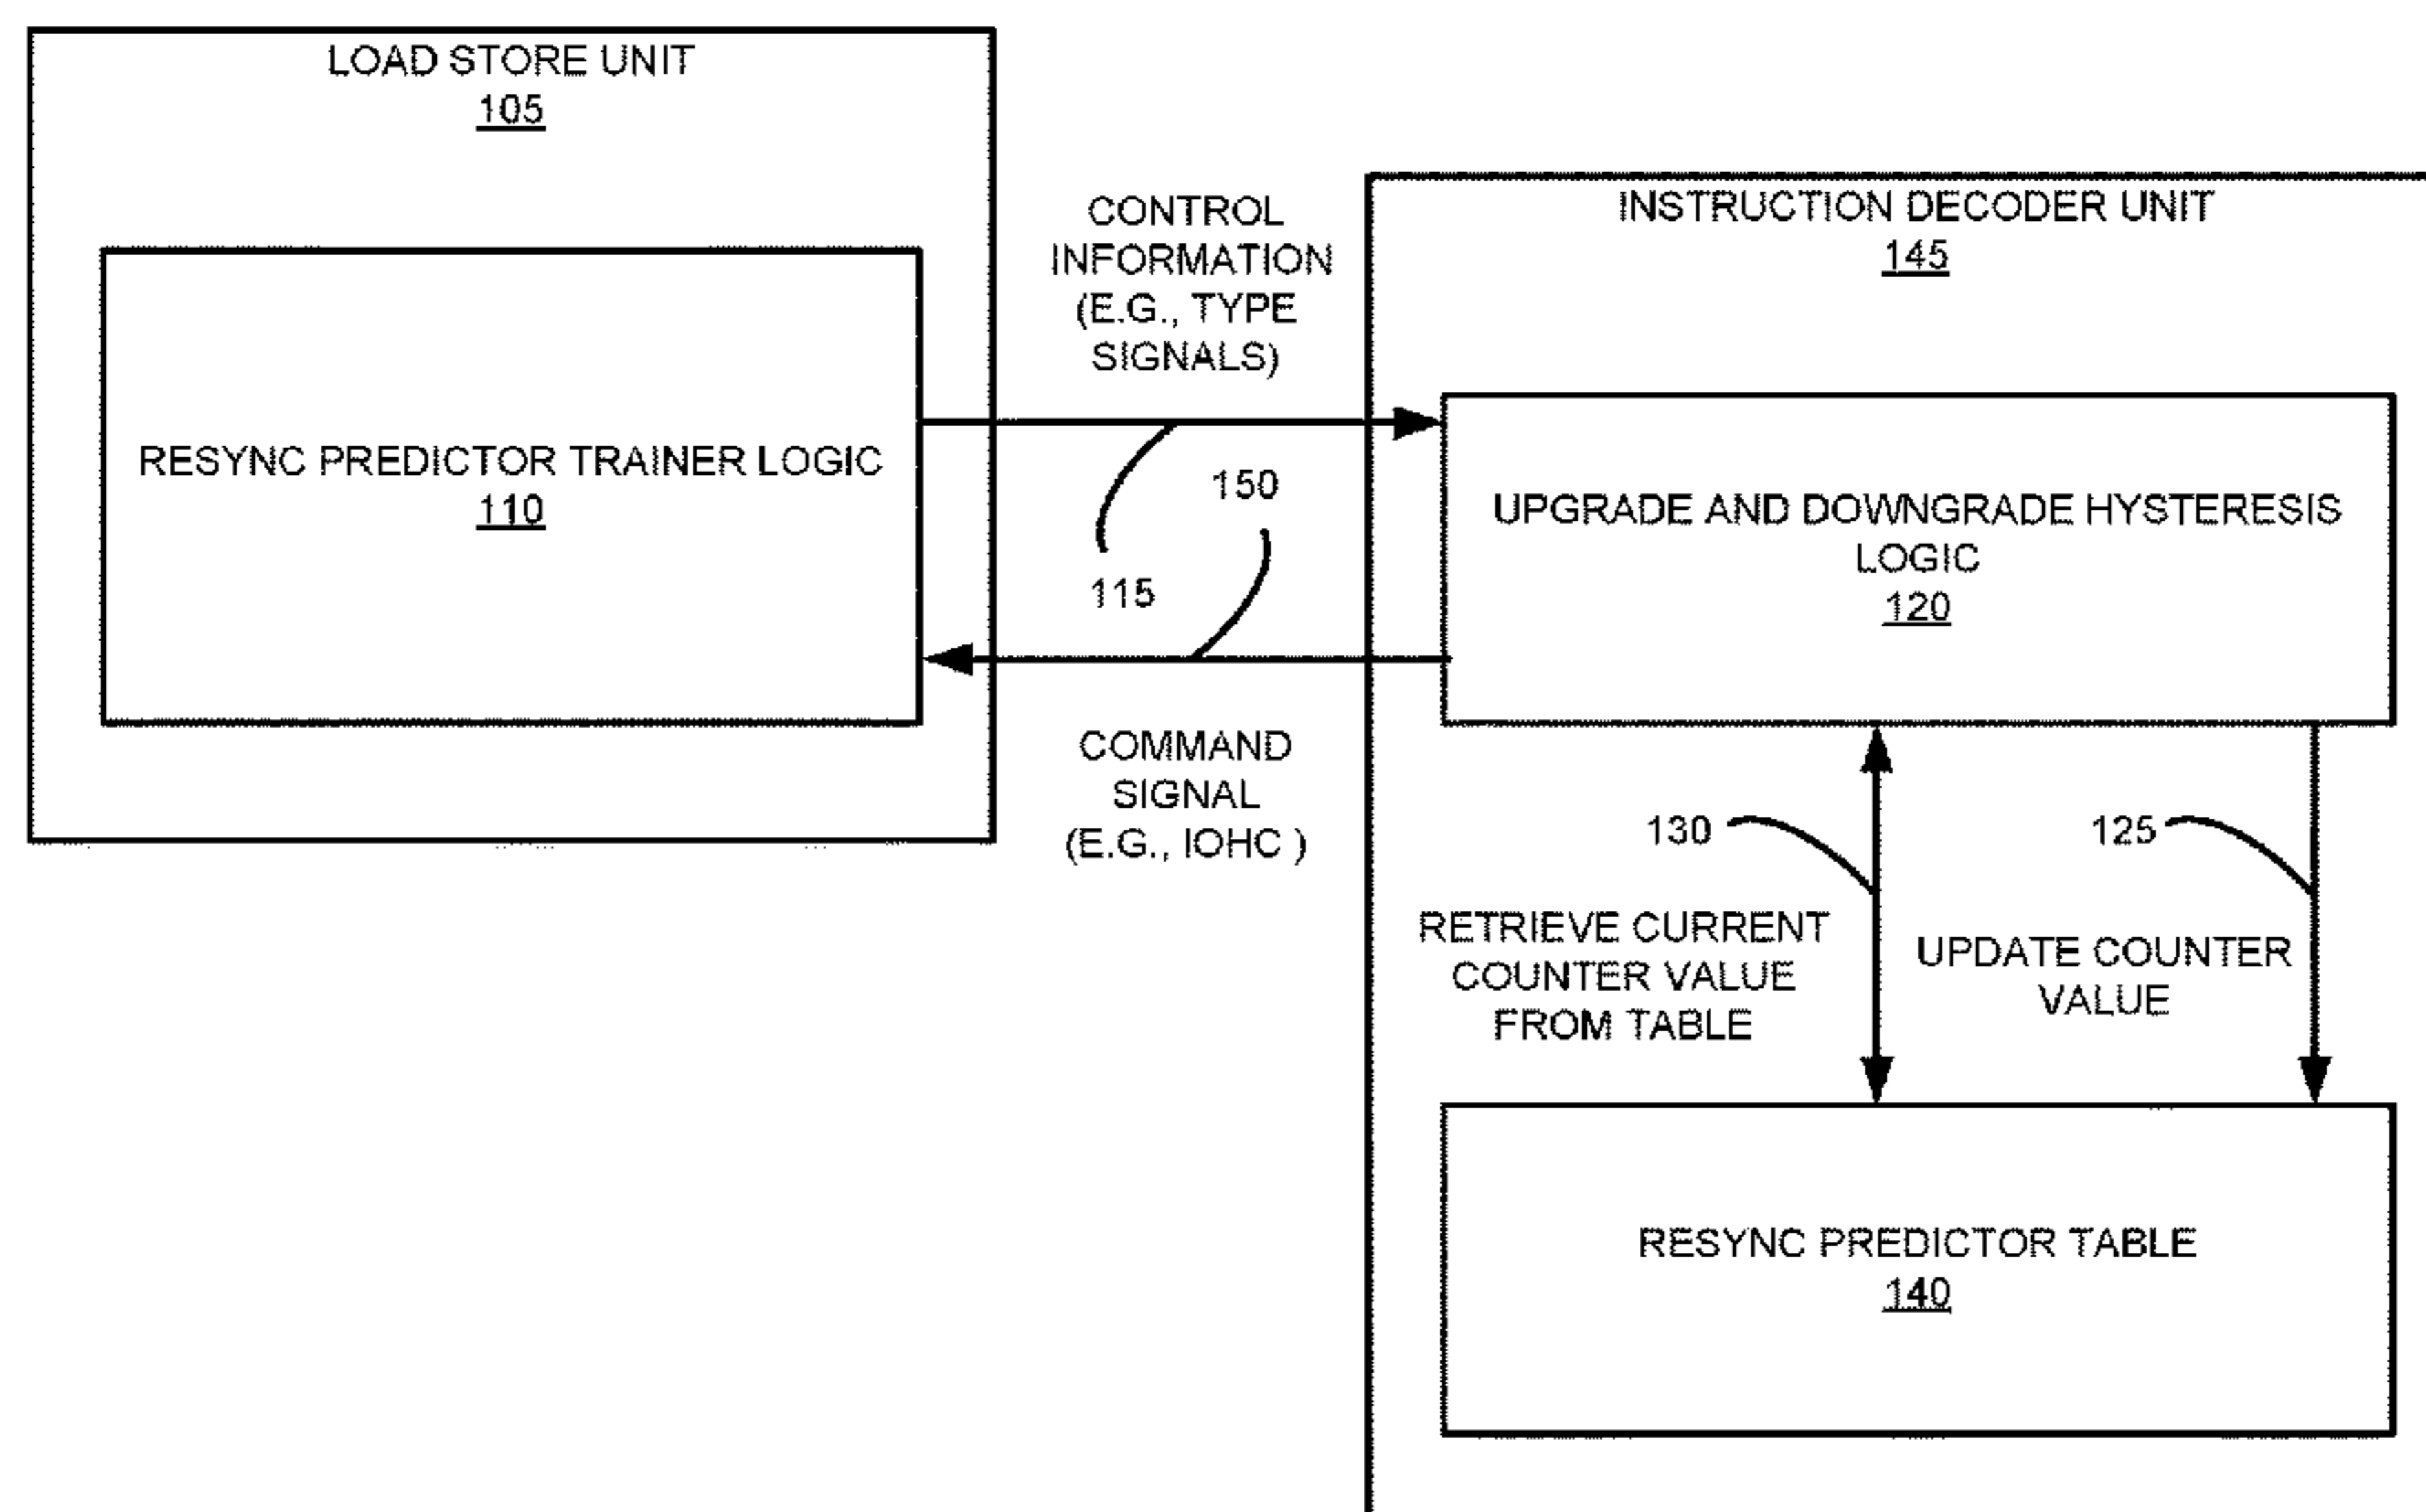 LOAD STORE UNIT
105
RESYNC PREDICTOR TRAINER LOGIC
110
CONTROL
INFORMATION
(E.G., TYPE
SIGNALS)
115
150
COMMAND
SIGNAL
(E.G., IOHC )
INSTRUCTION DECODER UNIT
145
UPGRADE AND DOWNGRADE HYSTERESIS
LOGIC
120
130
RETRIEVE CURRENT
COUNTER VALUE
FROM TABLE
125
UPDATE COUNTER
VALUE
RESYNC PREDICTOR TABLE
140